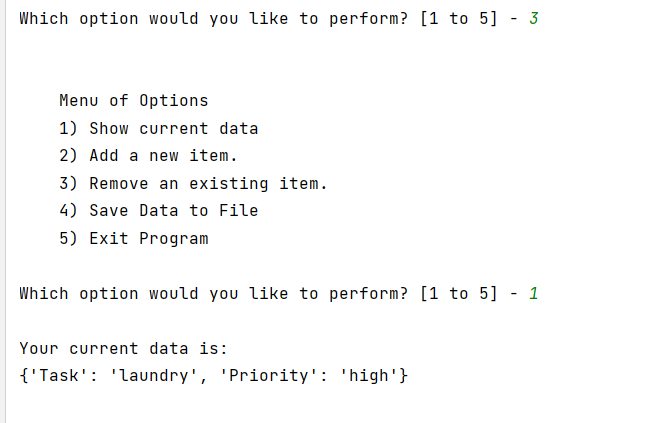 Which option would you like to perform? [1 to 5] - 3
Menu of Options
1) Show current data
2) Add a new item.
3) Remove an existing item.
4) Save Data to File
5) Exit Program
Which option would you like to perform? [1 to 5] - 1
Your current data is:
{'Task': 'laundry', 'Priority': 'high'}